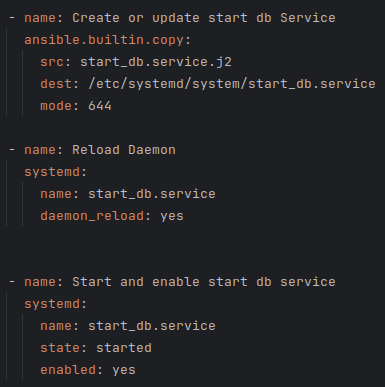 - name: Create or update start db Service
  ansible.builtin.copy:
    src: start_db.service.j2
    dest: /etc/systemd/system/start_db.service
    mode: 644

- name: Reload Daemon
  systemd:
    name: start_db.service
    daemon_reload: yes


- name: Start and enable start db service
  systemd:
    name: start_db.service
    state: started
    enabled: yes